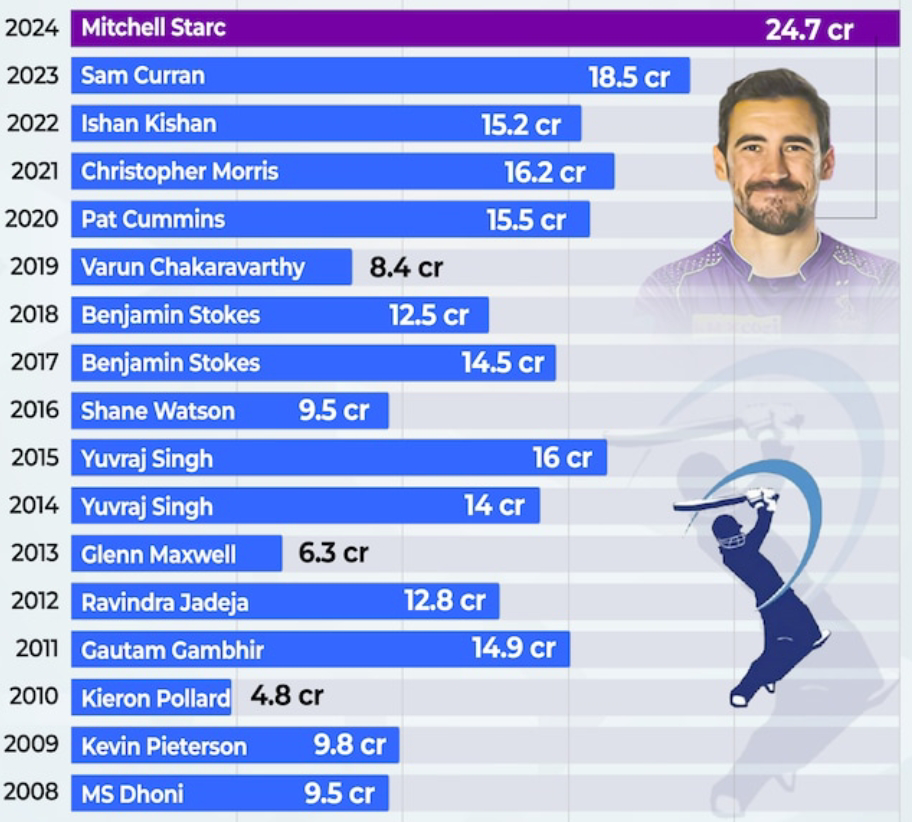 2024 Mitchell Starc 24.7 cr
2023 Sam Curran 18.5 cr
2022 Ishan Kishan 15.2 cr
2021 Christopher Morris 16.2 cr
2020 Pat Cummins 15.5 cr
2019 Varun Chakaravarthy 8.4 cr
2018 Benjamin Stokes 12.5 cr
2017 Benjamin Stokes 14.5 cr
2016 Shane Watson 9.5 cr
2015 Yuvraj Singh 16 cr
2014 Yuvraj Singh 14 cr
2013 Glenn Maxwell 6.3 cr
2012 Ravindra Jadeja 12.8 cr
2011 Gautam Gambhir 14.9 cr
2010 Kieron Pollard 4.8 cr
2009 Kevin Pieterson 9.8 cr
2008 MS Dhoni 9.5 cr